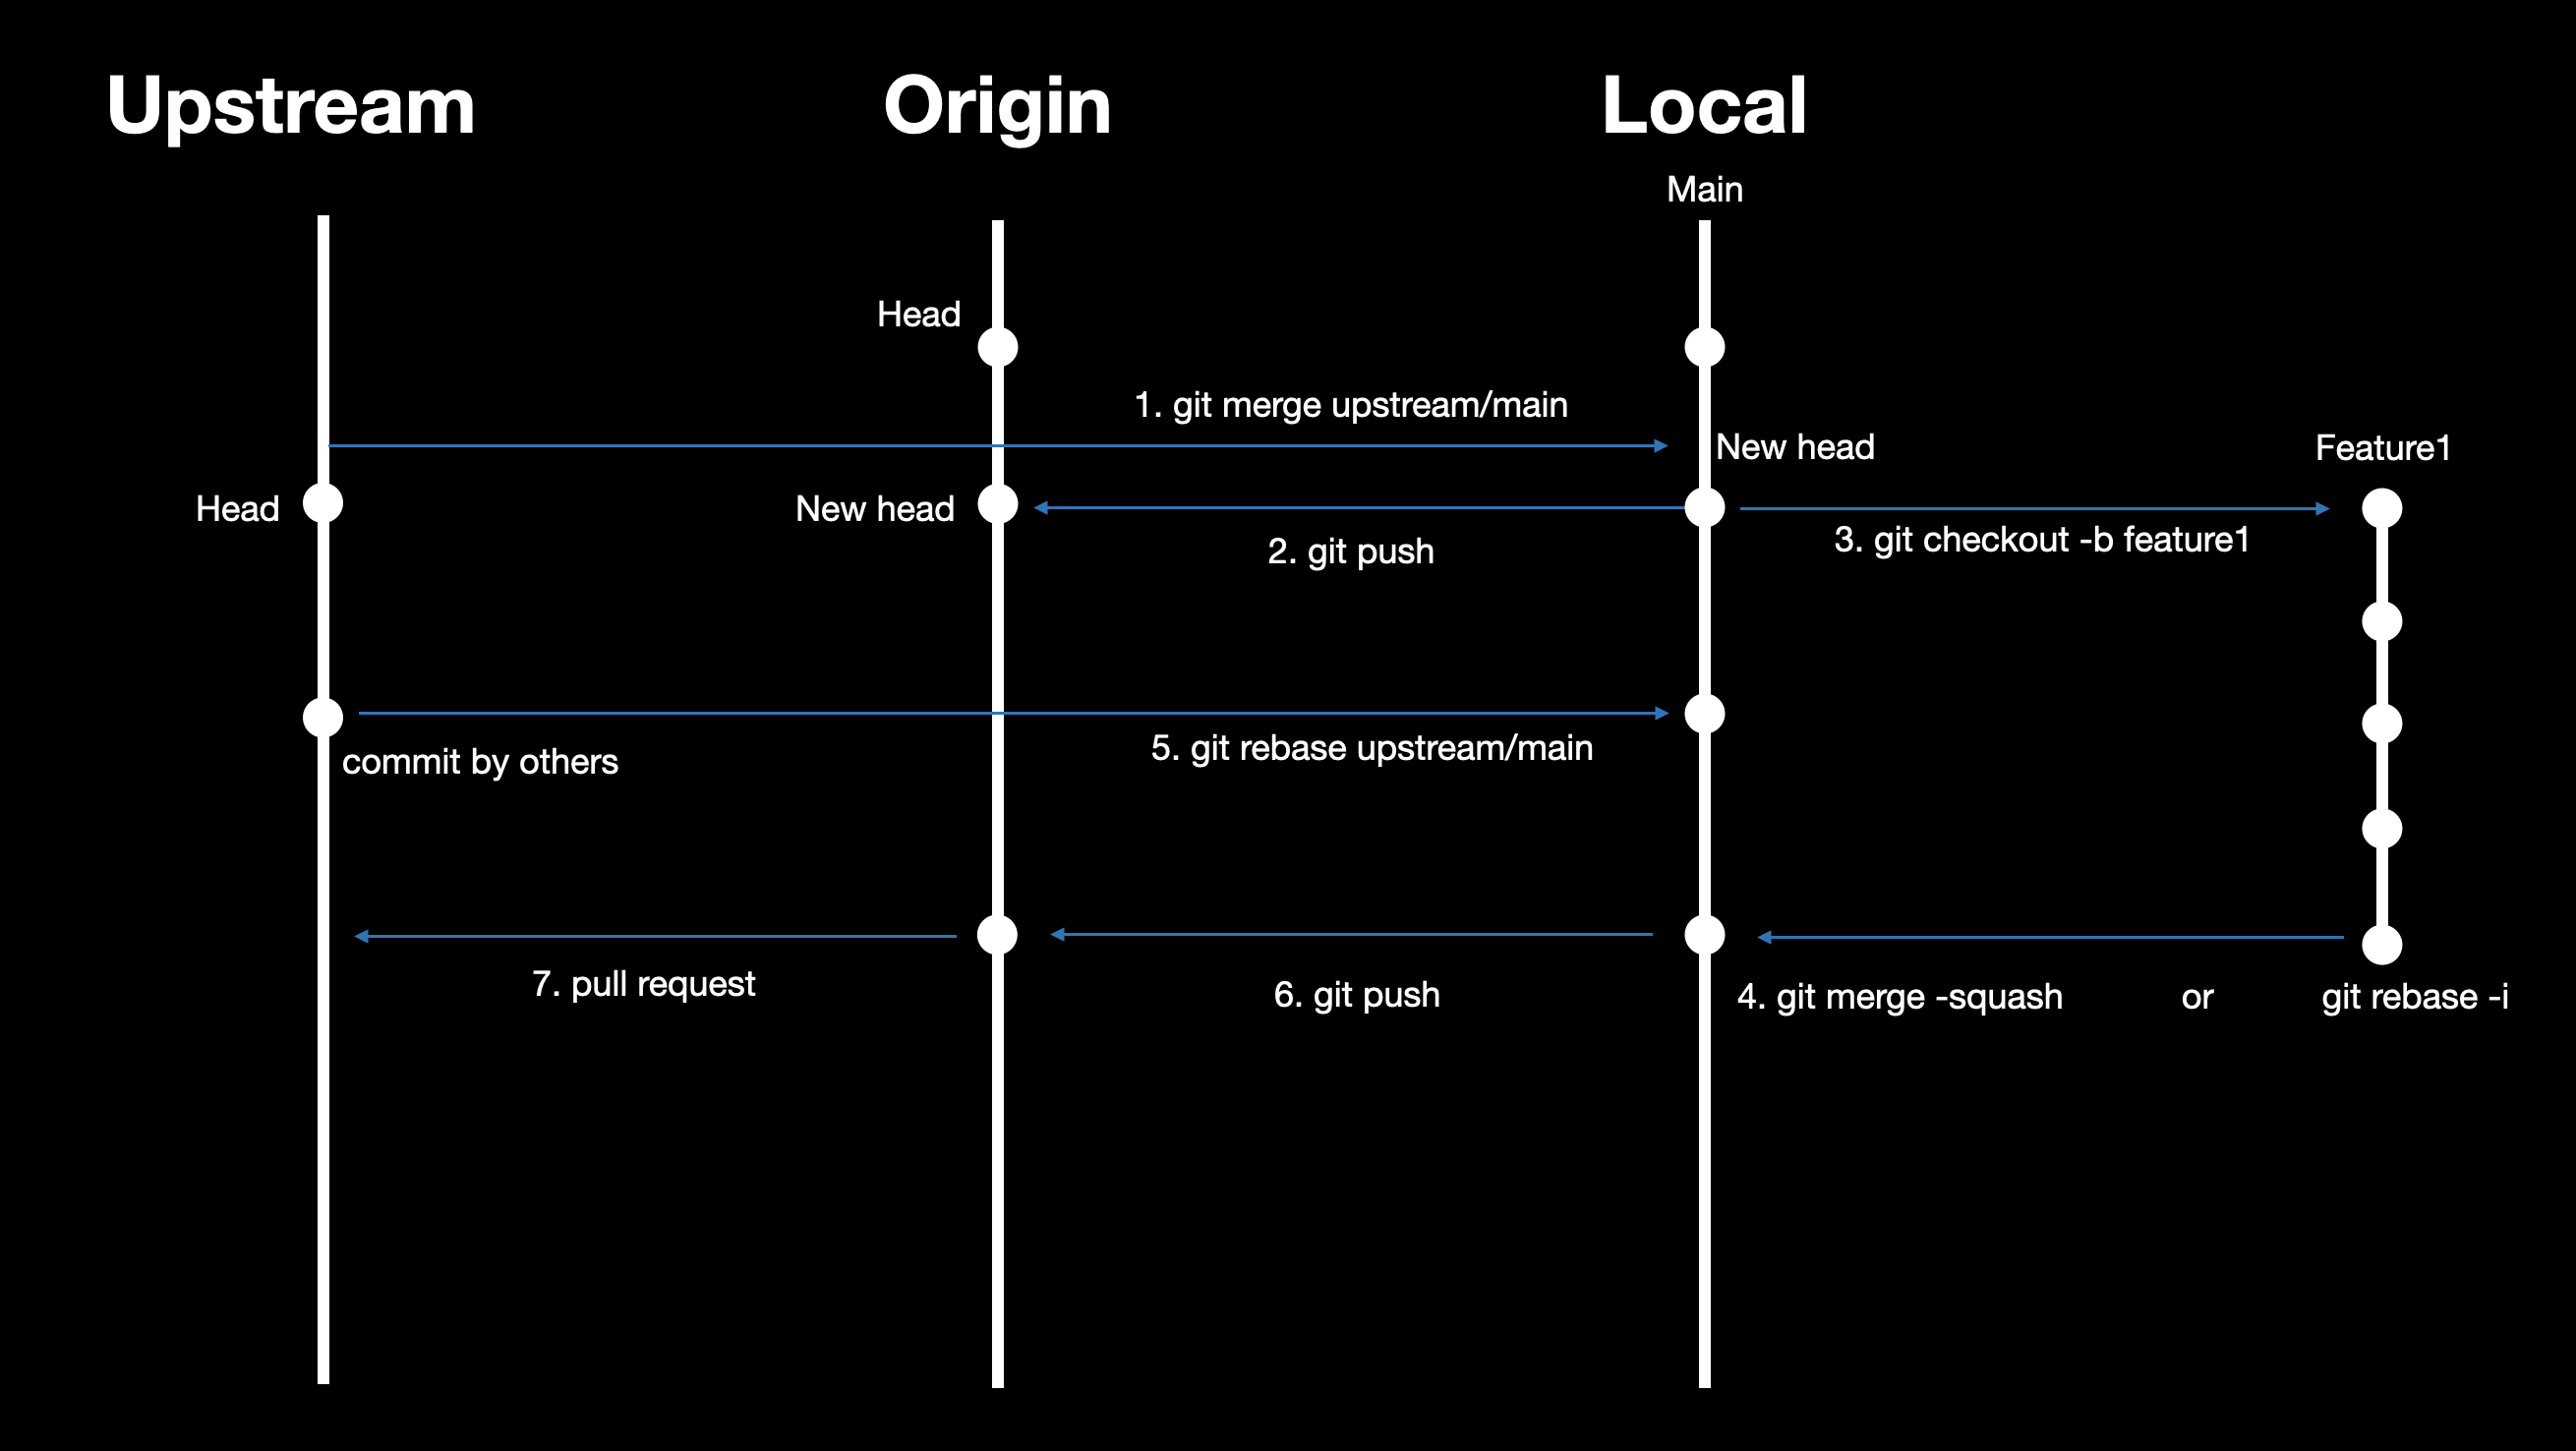 Upstream
Origin
Local
Main
Head
1. git merge upstream/main
New head
Feature1
Head
New head
2. git push
3. git checkout -b feature1
commit by others
5. git rebase upstream/main
7. pull request
6. git push
4. git merge -squash
or
git rebase -i